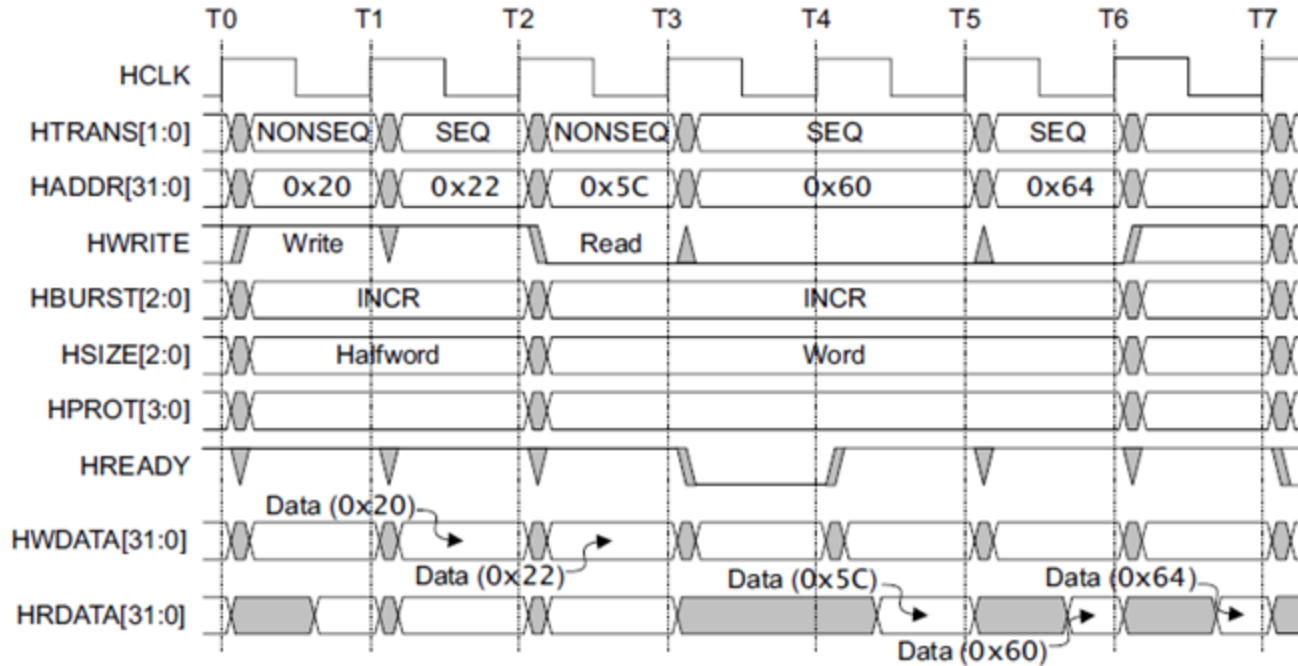 T0 T1 T2 T3 T4 T5 T6 T7
HCLK
HTRANS[1:0] NONSEQ SEQ NONSEQ SEQ SEQ
HADDR[31:0] 0x20 0x22 0x5C 0x60 0x64
HWRITE Write Read
HBURST[2:0] INCR INCR
HSIZE[2:0] Halfword Word
HPROT[3:0]
HREADY
Data (0x20)
HWDATA[31:0]
Data (0x22) Data (0x5C) Data (0x64)
HRDATA[31:0]
Data (0x60)